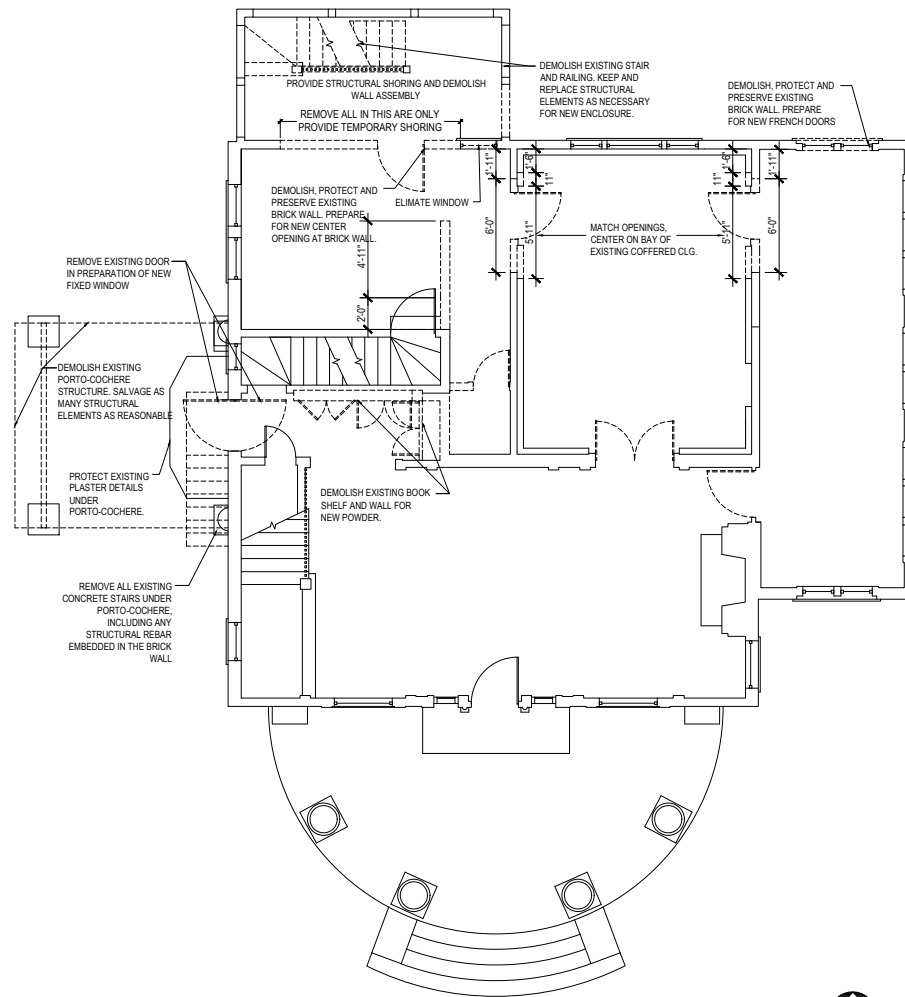 DEMOLISH EXISTING STAIR
AND RAILING. KEEP AND
REPLACE STRUCTURAL
ELEMENTS AS NECESSARY
FOR NEW ENCLOSURE.
PROVIDE STRUCTURAL SHORING AND DEMOLISH
WALL ASSEMBLY
REMOVE ALL IN THIS ARE ONLY
PROVIDE TEMPORARY SHORING
DEMOLISH, PROTECT AND
PRESERVE EXISTING
BRICK WALL. PREPARE
FOR NEW FRENCH DOORS
DEMOLISH, PROTECT AND
PRESERVE EXISTING
BRICK WALL. PREPARE
FOR NEW CENTER
OPENING AT BRICK WALL.
ELIMATE WINDOW
1'-11"
6'-0"
1'-6"
11"
5'-11"
MATCH OPENINGS,
CENTER ON BAY OF
EXISTING COFFERED CLG.
1'-6"
11"
5'-11"
1'-11"
6'-0"
4'-11"
2'-0"
REMOVE EXISTING DOOR
IN PREPARATION OF NEW
FIXED WINDOW
DEMOLISH EXISTING
PORTO-COCHERE
STRUCTURE. SALVAGE AS
MANY STRUCTURAL
ELEMENTS AS REASONABLE
PROTECT EXISTING
PLASTER DETAILS
UNDER
PORTO-COCHERE.
DEMOLISH EXISTING BOOK
SHELF AND WALL FOR
NEW POWDER.
REMOVE ALL EXISTING
CONCRETE STAIRS UNDER
PORTO-COCHERE,
INCLUDING ANY
STRUCTURAL REBAR
EMBEDDED IN THE BRICK
WALL